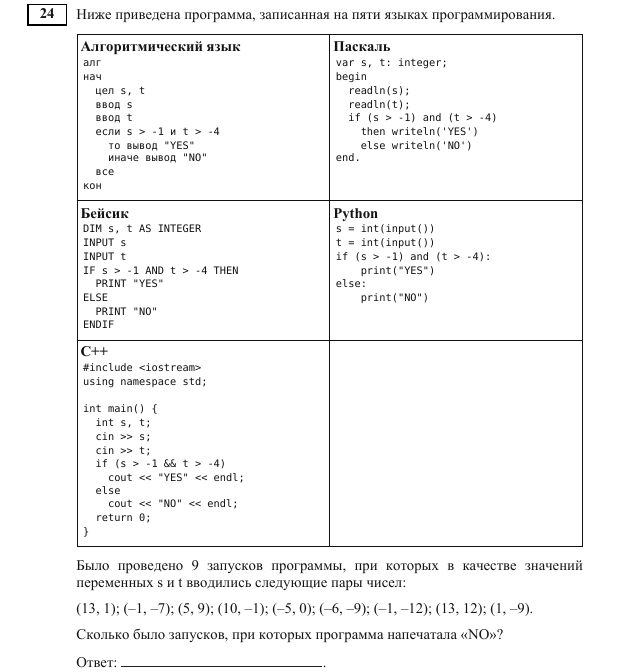 24
Ниже приведена программа, записанная на пяти языках программирования.
Алгоритмический язык
алг
нач
  цел s, t
  ввод s
  ввод t
  если s > -1 и t > -4
    то вывод "YES"
    иначе вывод "NO"
  все
кон
Паскаль
var s, t: integer;
begin
  readln(s);
  readln(t);
  if (s > -1) and (t > -4)
    then writeln('YES')
    else writeln('NO')
end.
Бейсик
DIM s, t AS INTEGER
INPUT s
INPUT t
IF s > -1 AND t > -4 THEN
  PRINT "YES"
ELSE
  PRINT "NO"
ENDIF
Python
s = int(input())
t = int(input())
if (s > -1) and (t > -4):
    print("YES")
else:
    print("NO")
C++
#include <iostream>
using namespace std;
int main() {
  int s, t;
  cin >> s;
  cin >> t;
  if (s > -1 && t > -4)
    cout << "YES" << endl;
  else
    cout << "NO" << endl;
  return 0;
}
Было проведено 9 запусков программы, при которых в качестве значений
переменных s и t вводились следующие пары чисел:
(13, 1); (–1, –7); (5, 9); (10, –1); (–5, 0); (–6, –9); (–1, –12); (13, 12); (1, –9).
Сколько было запусков, при которых программа напечатала «NO»?
Ответ: ______________________________.